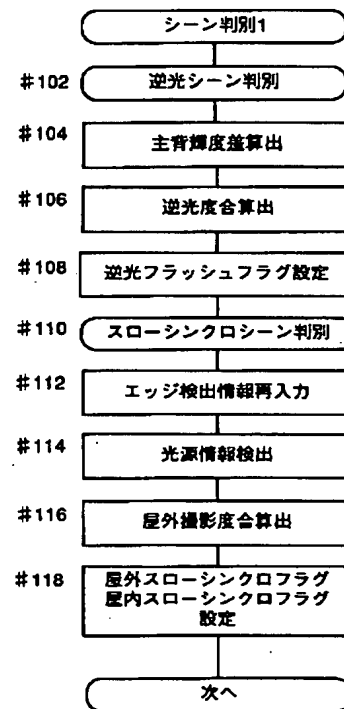 シーン判別1
#102 逆光シーン判別
#104 主背輝度差算出
#106 逆光度合算出
#108 逆光フラッシュフラグ設定
#110 スローシンクロシーン判別
#112 エッジ検出情報再入力
#114 光源情報検出
#116 屋外撮影度合算出
#118 屋外スローシンクロフラグ
屋内スローシンクロフラグ
設定
次へ